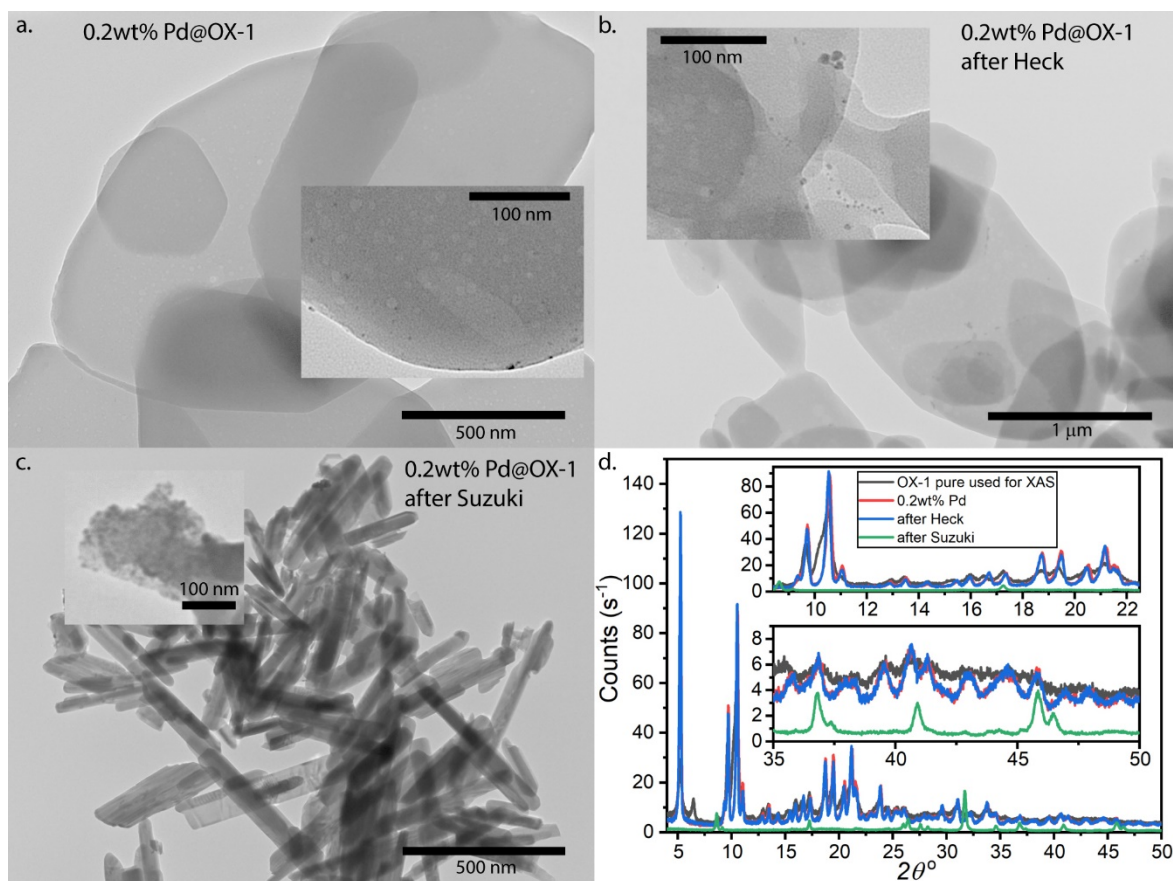 a.
0.2wt% Pd@OX-1
100 nm
500 nm
b.
100 nm
0.2wt% Pd@OX-1
after Heck
1 μm
c.
0.2wt% Pd@OX-1
after Suzuki
100 nm
500 nm
d.
Counts (s⁻¹)
140
120
100
80
60
40
20
0
5 10 15 20 25 30 35 40 45 50
2θ°
80
60
40
20
0
10 12 14 16 18 20 22
OX-1 pure used for XAS
0.2wt% Pd
after Heck
after Suzuki
8
6
4
2
0
35 40 45 50